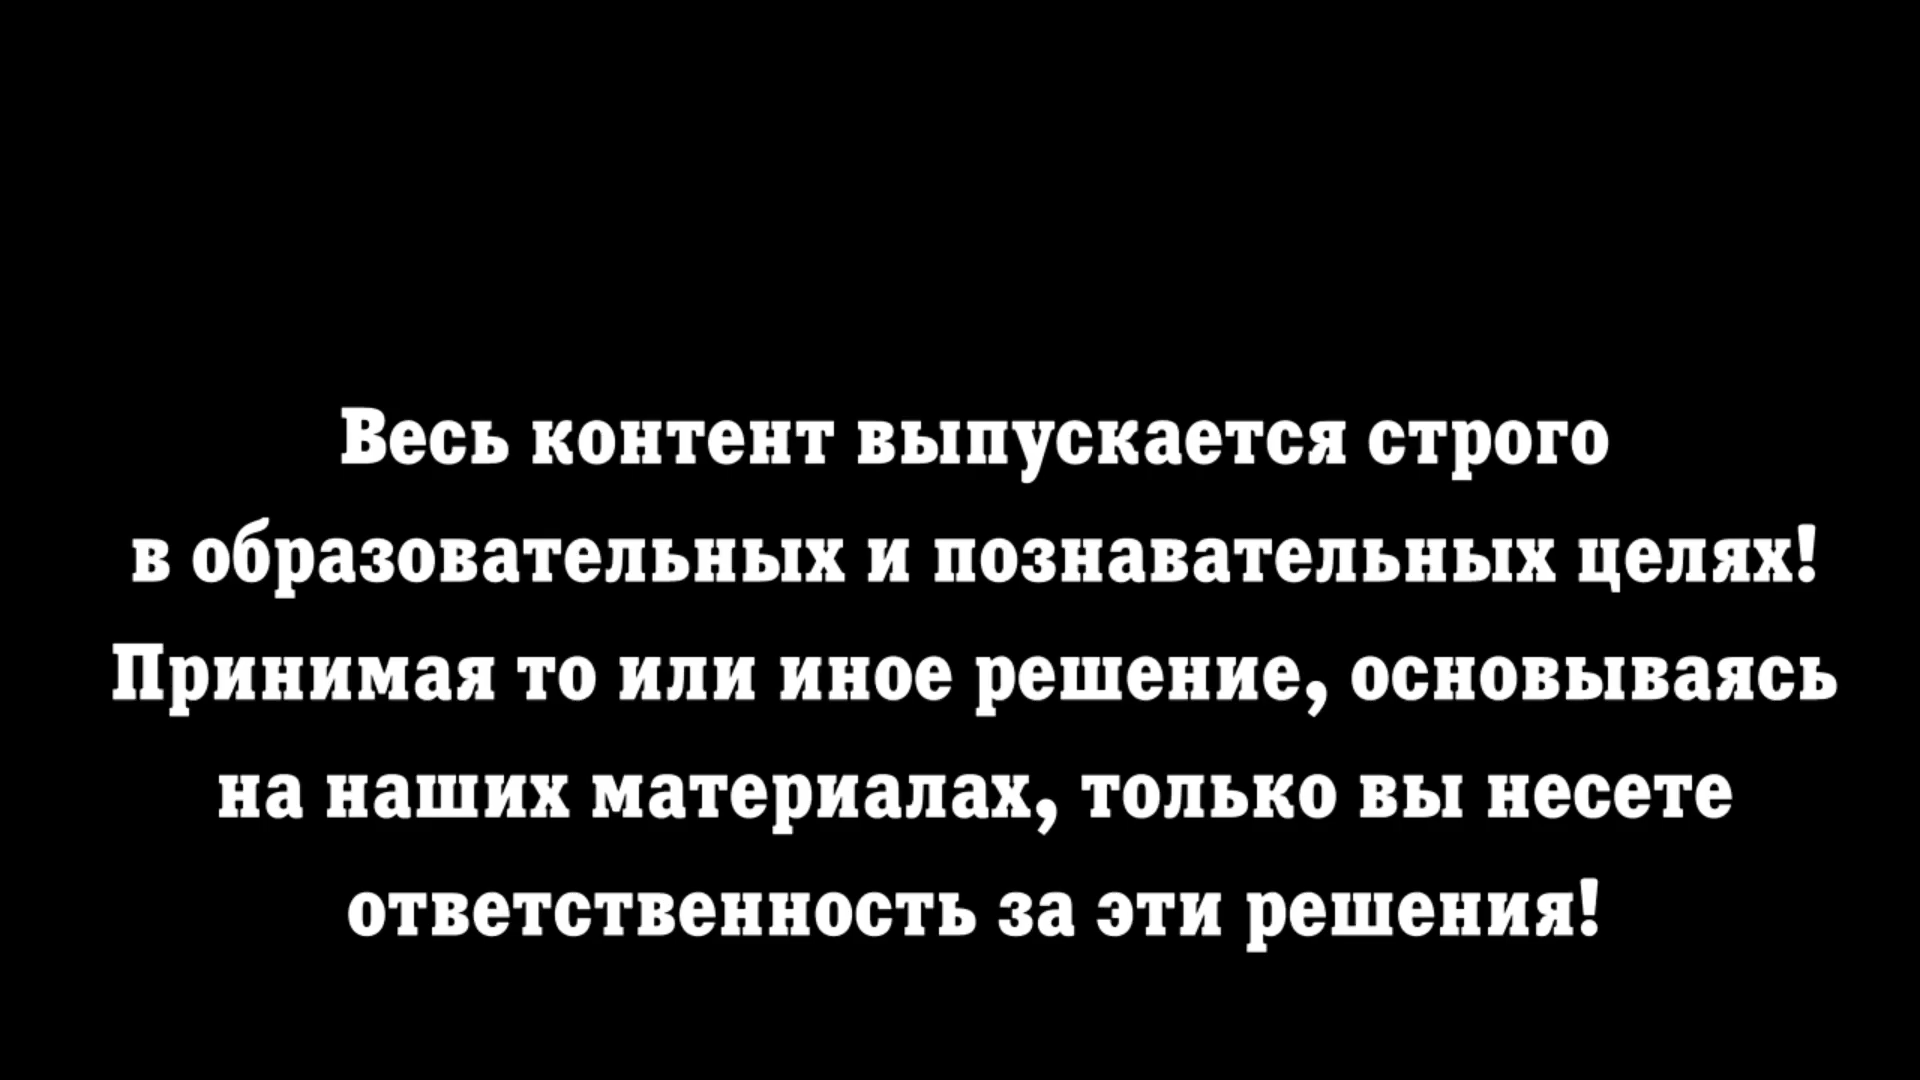 Весь контент выпускается строго
в образовательных и познавательных целях!
Принимая то или иное решение, основываясь
на наших материалах, только вы несете
ответственность за эти решения!